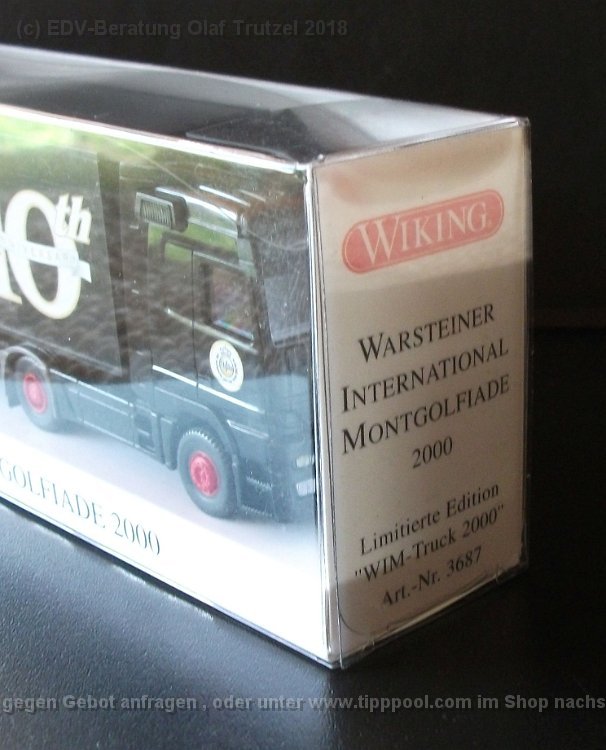 (c) EDV-Beratung Olaf Trutzel 2018
10th
WIKING
WARSTEINER
INTERNATIONAL
MONTGOLFIADE
2000
Limitierte Edition
"WIM-Truck 2000"
Art.-Nr. 3687
GOLFIADE 2000
gegen Gebot anfragen , oder unter www.tipppool.com im Shop nachs